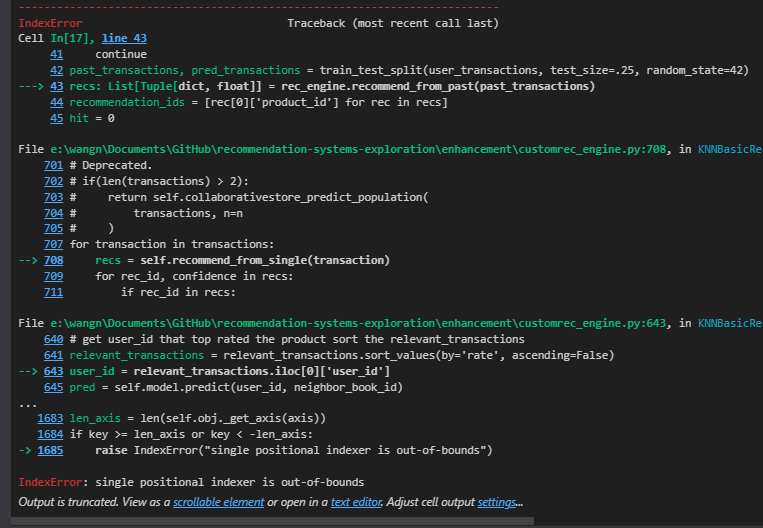 ---------------------------------------------------------------------------
IndexError                                Traceback (most recent call last)
Cell In[17], line 43
     41     continue
     42 past_transactions, pred_transactions = train_test_split(user_transactions, test_size=.25, random_state=42)
---> 43 recs: List[Tuple[dict, float]] = rec_engine.recommend_from_past(past_transactions)
     44 recommendation_ids = [rec[0]['product_id'] for rec in recs]
     45 hit = 0
File e:\wangn\Documents\GitHub\recommendation-systems-exploration\enhancement\customrec_engine.py:708, in KNNBasicRe
    701 # Deprecated.
    702 # if(len(transactions) > 2):
    703 #     return self.collaborativestore_predict_population(
    704 #         transactions, n=n
    705 #     )
    707 for transaction in transactions:
--> 708     recs = self.recommend_from_single(transaction)
    709     for rec_id, confidence in recs:
    711         if rec_id in recs:
File e:\wangn\Documents\GitHub\recommendation-systems-exploration\enhancement\customrec_engine.py:643, in KNNBasicRe
    640 # get user_id that top rated the product sort the relevant_transactions
    641 relevant_transactions = relevant_transactions.sort_values(by='rate', ascending=False)
--> 643 user_id = relevant_transactions.iloc[0]['user_id']
    645 pred = self.model.predict(user_id, neighbor_book_id)
...
   1683 len_axis = len(self.obj._get_axis(axis))
   1684 if key >= len_axis or key < -len_axis:
-> 1685     raise IndexError("single positional indexer is out-of-bounds")
IndexError: single positional indexer is out-of-bounds
Output is truncated. View as a scrollable element or open in a text editor. Adjust cell output settings...